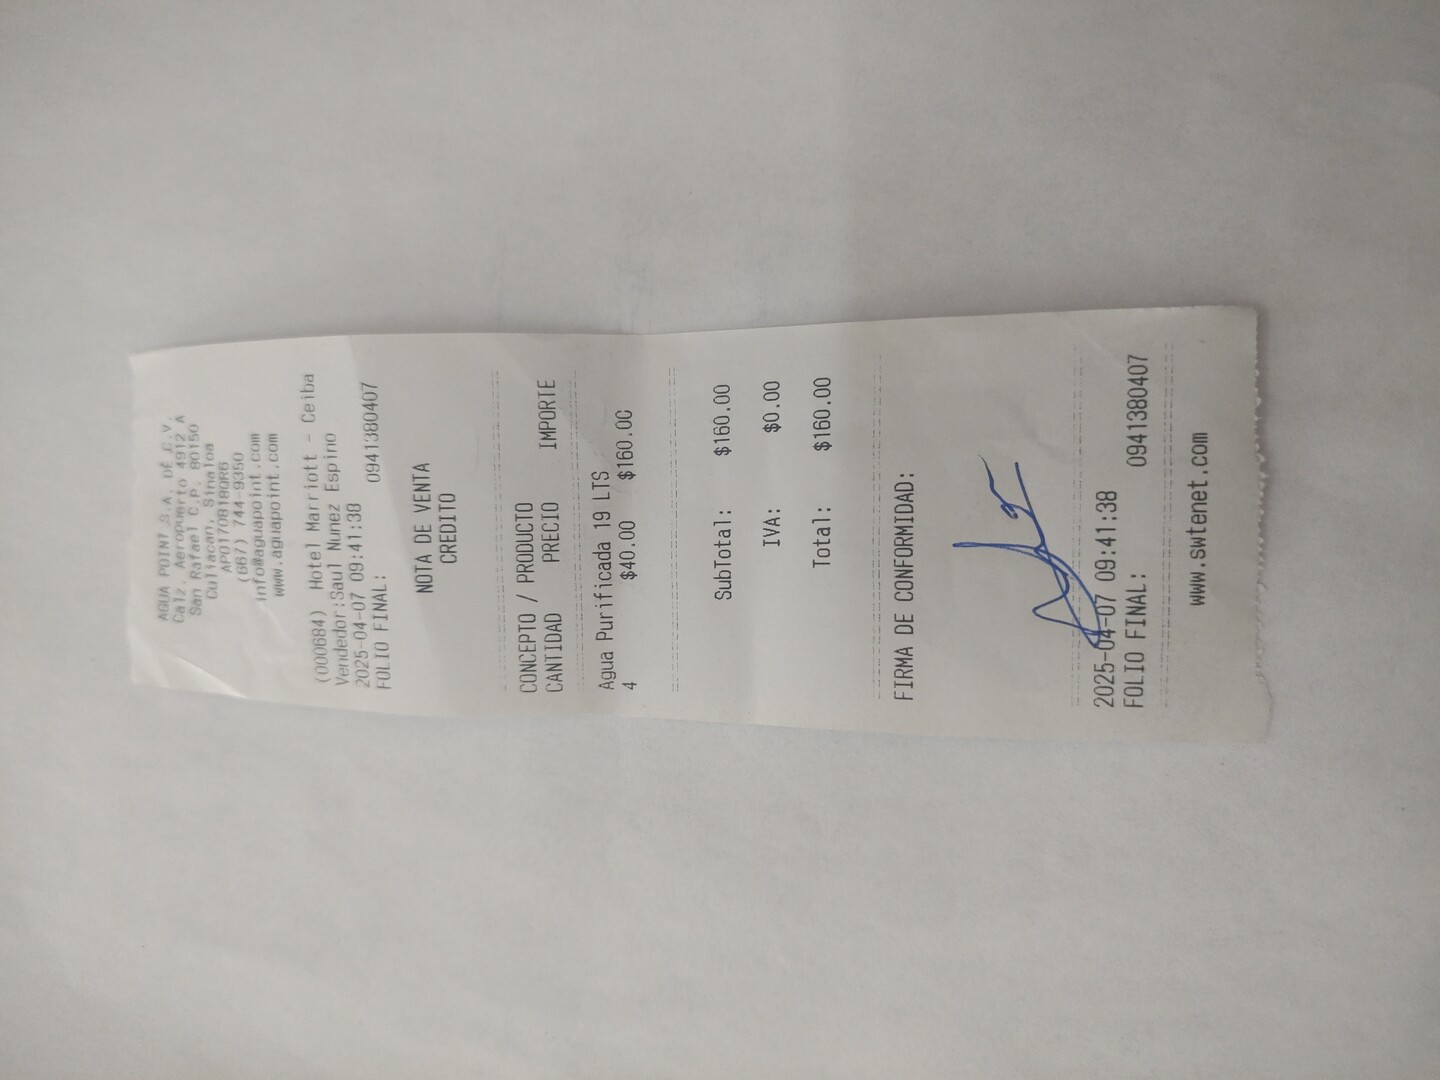 AGUA POINT S.A. DE C.V.
Calz. Aeropuerto 4912 A
San Rafael C.P. 80150
Culiacan, Sinaloa
APO170818QR6
(667) 744-9350
info@aguapoint.com
www.aguapoint.com
(000684) Hotel Marriott - Ceiba
Vendedor:Saul Nunez Espino
2025-04-07 09:41:38
FOLIO FINAL: 0941380407
NOTA DE VENTA
CREDITO
CONCEPTO / PRODUCTO
CANTIDAD PRECIO IMPORTE
Agua Purificada 19 LTS
4 $40.00 $160.00
SubTotal: $160.00
IVA: $0.00
Total: $160.00
FIRMA DE CONFORMIDAD:
2025-04-07 09:41:38
FOLIO FINAL: 0941380407
www.swtenet.com